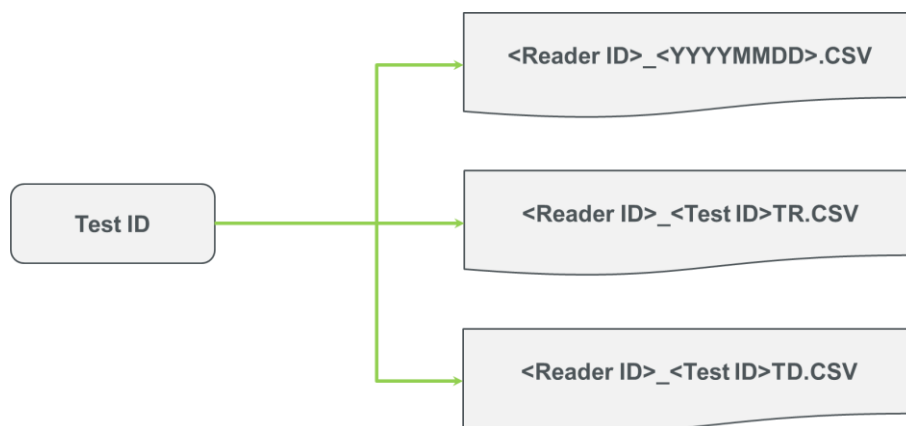 <Reader ID>_<YYYYMMDD>.CSV
Test ID
<Reader ID>_<Test ID>TR.CSV
<Reader ID>_<Test ID>TD.CSV